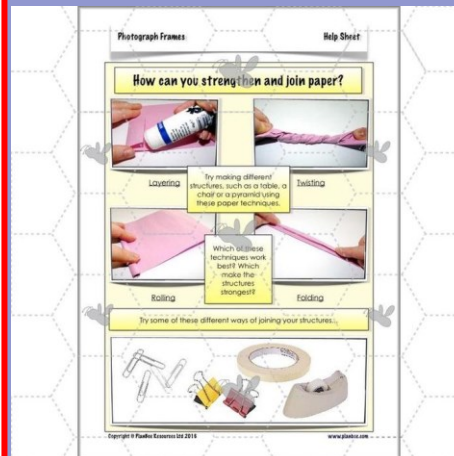 Photograph Frames
Help Sheet
How can you strengthen and join paper?
Layering
Try making different
structures, such as a table, a
chair or a pyramid using
these paper techniques.
Twisting
Which of these
techniques work
best? Which
make the
structures
strongest?
Rolling
Folding
Try some of these different ways of joining your structures...
Copyright © PlanBee Resources Ltd 2016
www.planbee.com